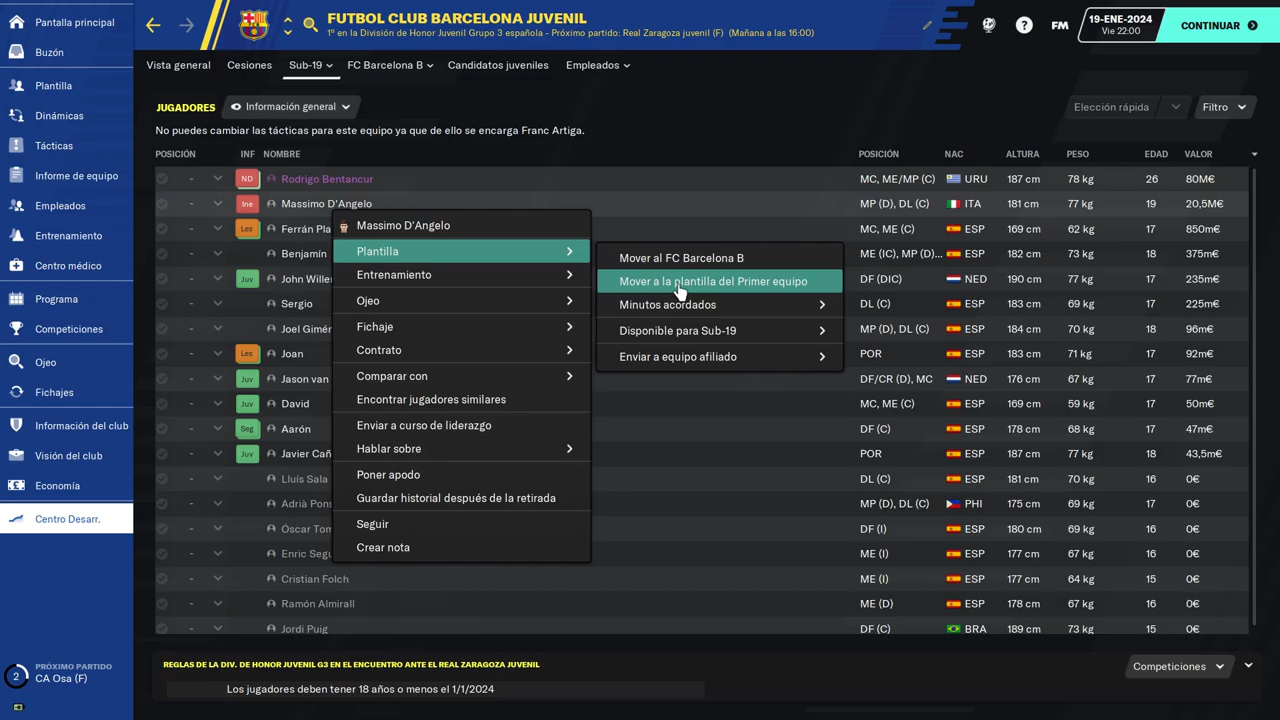 Pantalla principal
Buzón
Plantilla
Dinámicas
Tácticas
Informe de equipo
Empleados
Entrenamiento
Centro médico
Programa
Competiciones
Ojeo
Fichajes
Información del club
Visión del club
Economía
Centro Desarr.
2 PRÓXIMO PARTIDO
CA Osa (F)
FUTBOL CLUB BARCELONA JUVENIL
1º en la División de Honor Juvenil Grupo 3 española - Próximo partido: Real Zaragoza juvenil (F) (Mañana a las 16:00)
FM
19-ENE-2024
Vie 22:00
CONTINUAR
Vista general Cesiones Sub-19 FC Barcelona B Candidatos juveniles Empleados
JUGADORES Información general Elección rápida Filtro
No puedes cambiar las tácticas para este equipo ya que de ello se encarga Franc Artiga.
POSICIÓN INF NOMBRE POSICIÓN NAC ALTURA PESO EDAD VALOR
- ND Rodrigo Bentancur MC, ME/MP (C) URU 187 cm 78 kg 26 80M€
- Ine Massimo D'Angelo MP (D), DL (C) ITA 181 cm 77 kg 19 20,5M€
- Les Ferrán Pla MC, ME (C) ESP 169 cm 62 kg 17 850m€
- Benjamín ME (IC), MP (D)... ESP 182 cm 77 kg 18 375m€
- Juv John Willem DF (DIC) NED 190 cm 77 kg 17 235m€
- Sergio DL (C) ESP 183 cm 69 kg 17 225m€
- Joel Gimén MP (D), DL (C) ESP 184 cm 70 kg 18 96m€
- Les Joan POR ESP 183 cm 71 kg 17 92m€
- Juv Jason van DF/CR (D), MC NED 176 cm 67 kg 17 77m€
- Juv David MC, ME (C) ESP 169 cm 59 kg 17 50m€
- Seg Aarón DF (C) ESP 178 cm 68 kg 17 47m€
- Juv Javier Cañ POR ESP 187 cm 77 kg 17 43,5m€
- Lluís Sala DL (C) ESP 181 cm 70 kg 16 0€
- Adrià Pons MP (D), DL (C) PHI 175 cm 69 kg 17 0€
- Óscar Tom DF (I) ESP 180 cm 69 kg 16 0€
- Enric Segu ME (I) ESP 177 cm 67 kg 16 0€
- Cristian Folch ME (I) ESP 177 cm 64 kg 15 0€
- Ramón Almirall ME (D) ESP 178 cm 67 kg 16 0€
- Jordi Puig DF (C) BRA 189 cm 73 kg 15 0€
Massimo D'Angelo
Plantilla
Entrenamiento
Ojeo
Fichaje
Contrato
Comparar con
Encontrar jugadores similares
Enviar a curso de liderazgo
Hablar sobre
Poner apodo
Guardar historial después de la retirada
Seguir
Crear nota
Mover al FC Barcelona B
Mover a la plantilla del Primer equipo
Minutos acordados
Disponible para Sub-19
Enviar a equipo afiliado
REGLAS DE LA DIV. DE HONOR JUVENIL G3 EN EL ENCUENTRO ANTE EL REAL ZARAGOZA JUVENIL
Competiciones
Los jugadores deben tener 18 años o menos el 1/1/2024